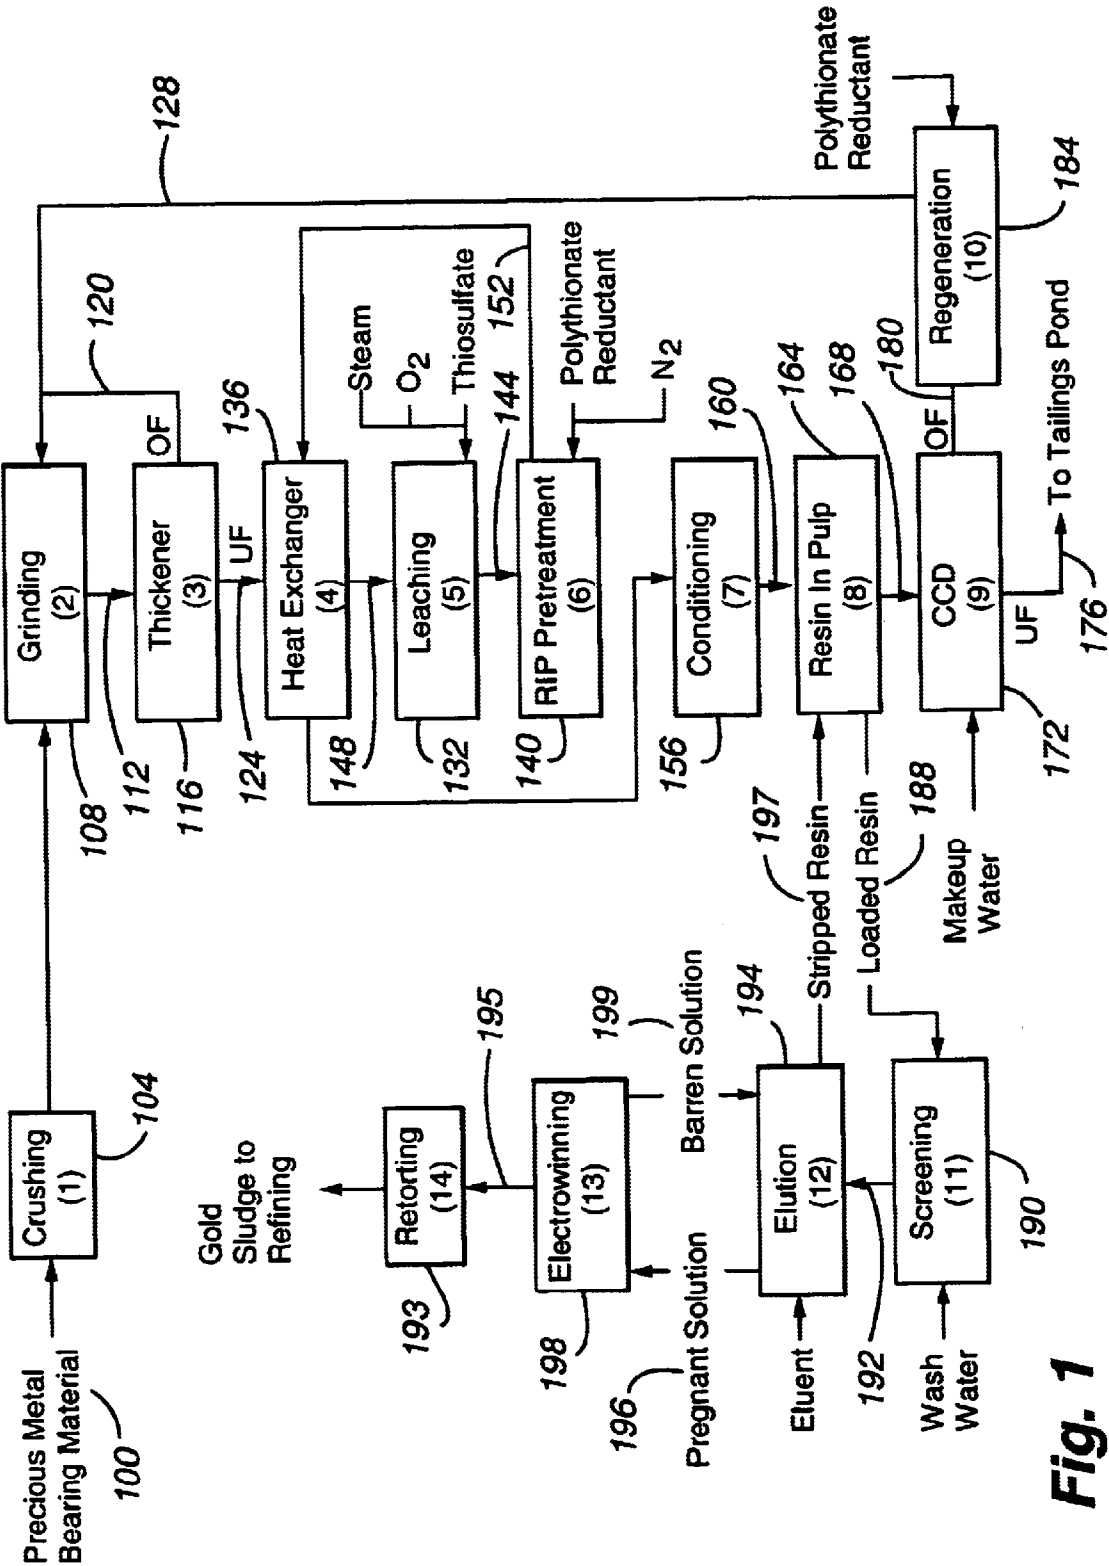 Precious Metal
Bearing Material
100
Crushing
(1)
104
Grinding
(2)
108
112
Thickener
(3)
116
OF
120
128
UF
124
Heat Exchanger
(4)
136
148
Leaching
(5)
132
Steam
O2
Thiosulfate
144
152
RIP Pretreatment
(6)
140
Polythionate
Reductant
N2
Conditioning
(7)
156
160
Resin In Pulp
(8)
164
168
CCD
(9)
172
OF
180
UF
176
To Tailings Pond
Regeneration
(10)
184
Polythionate
Reductant
Makeup
Water
Stripped Resin
197
Loaded Resin
188
Screening
(11)
190
Wash
Water
192
Elution
(12)
194
Eluent
Pregnant Solution
196
Barren Solution
199
Electrowinning
(13)
198
195
Retorting
(14)
193
Gold
Sludge to
Refining
Fig. 1